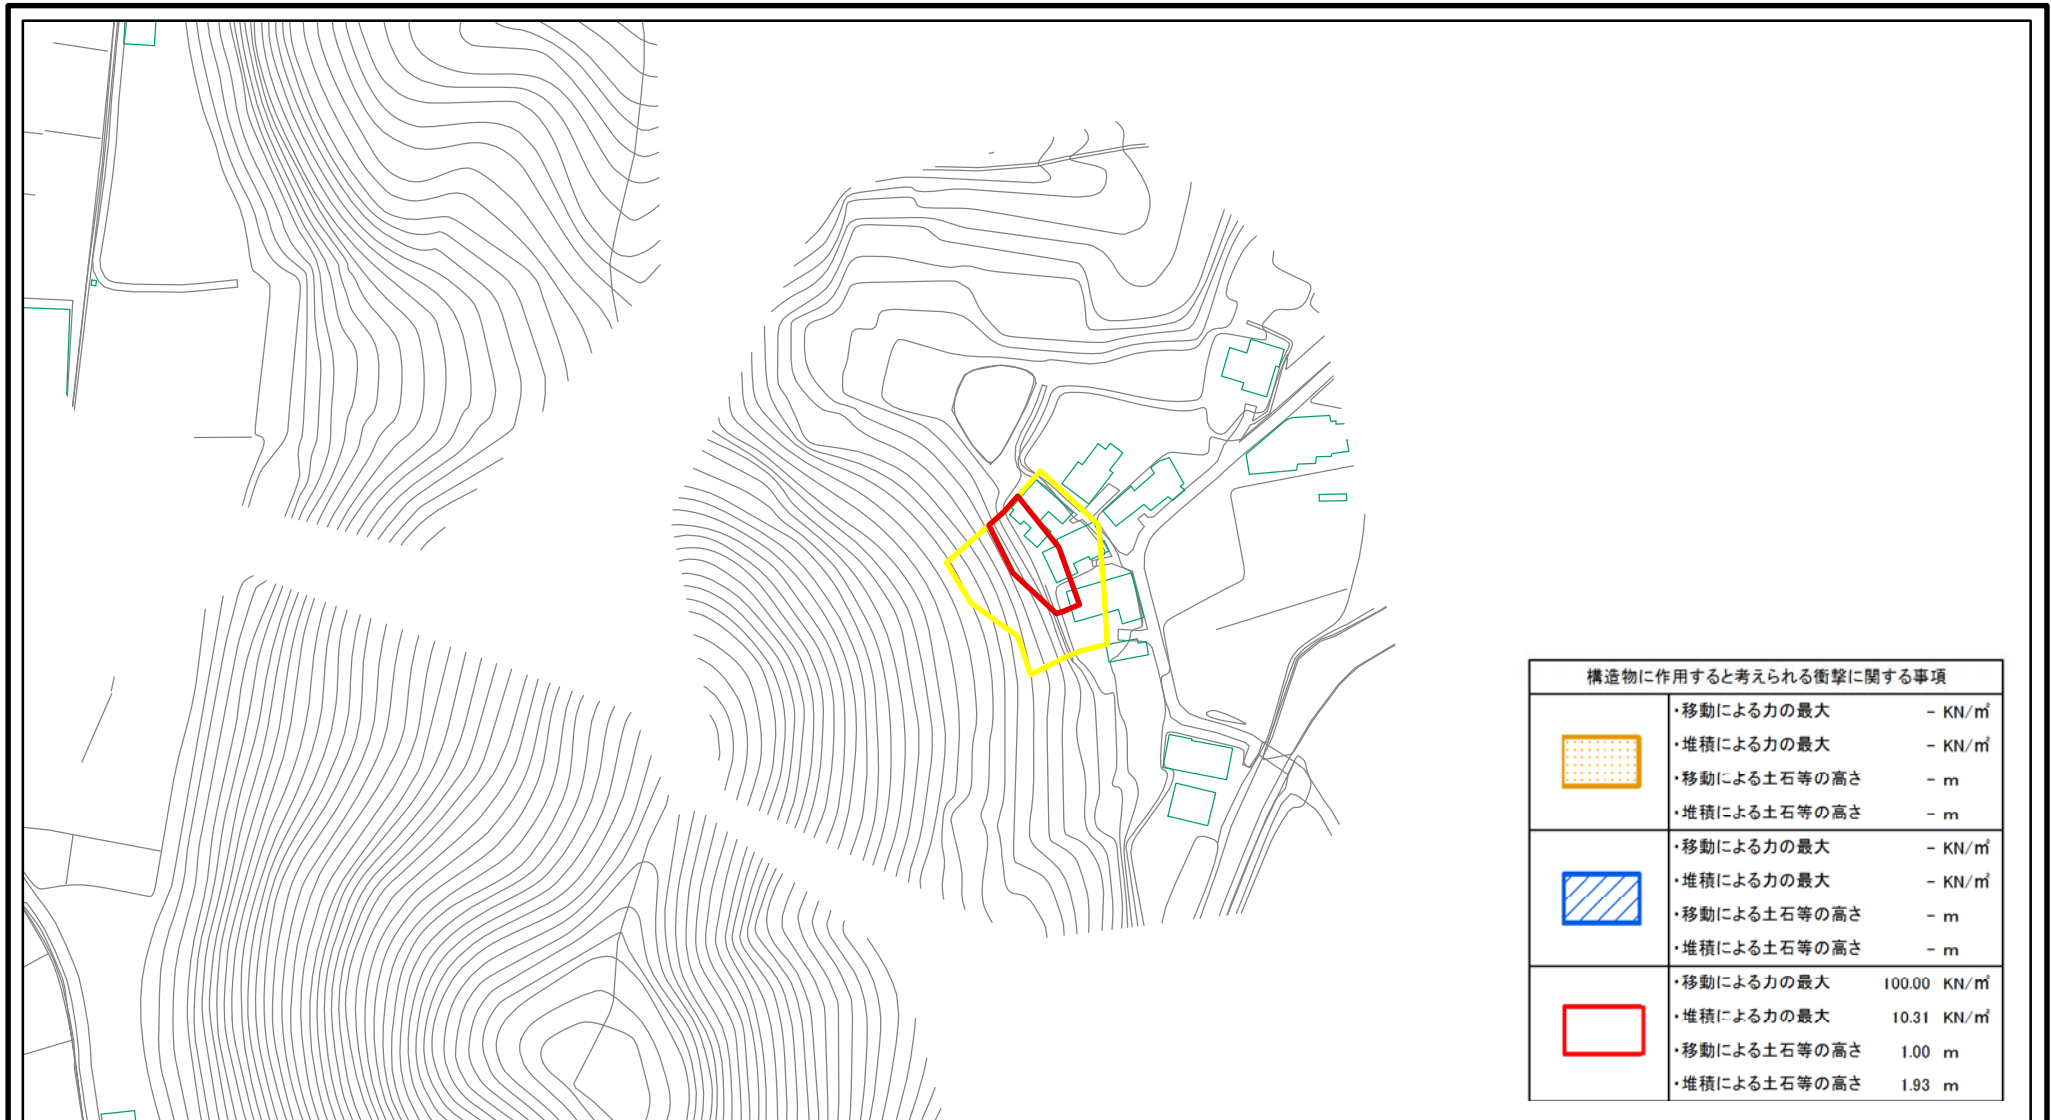 構造物に作用すると考えられる衝撃に関する事項
・移動による力の最大 - KN/㎡
・堆積による力の最大 - KN/㎡
・移動による土石等の高さ - m
・堆積による土石等の高さ - m
・移動による力の最大 - KN/㎡
・堆積による力の最大 - KN/㎡
・移動による土石等の高さ - m
・堆積による土石等の高さ - m
・移動による力の最大 100.00 KN/㎡
・堆積による力の最大 10.31 KN/㎡
・移動による土石等の高さ 1.00 m
・堆積による土石等の高さ 1.93 m